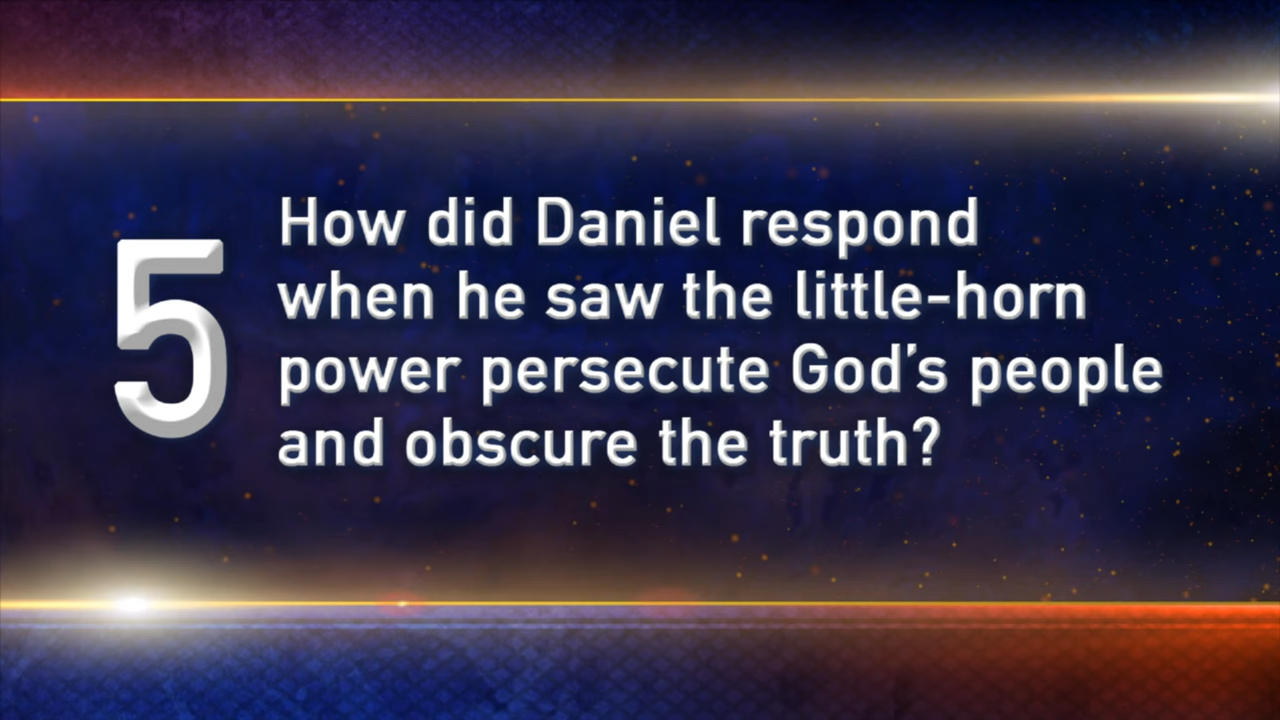 5
How did Daniel respond
when he saw the little-horn
power persecute God's people
and obscure the truth?